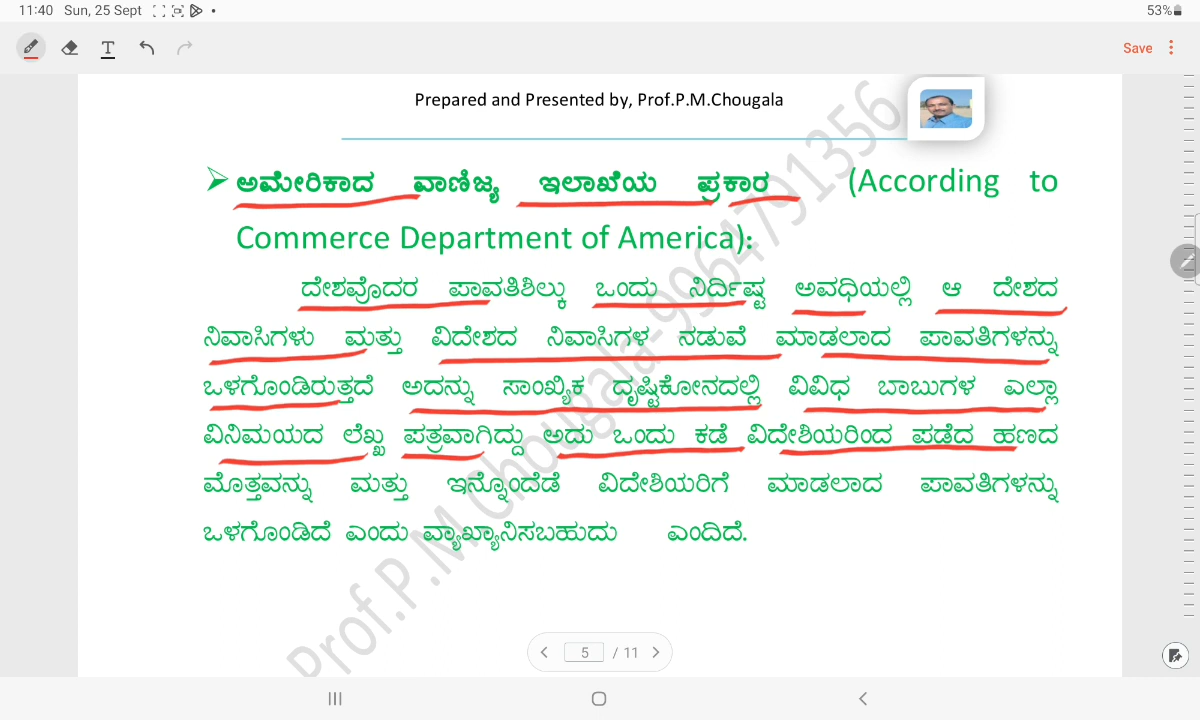 11:40 Sun, 25 Sept
53%
T
Save
Prepared and Presented by, Prof.P.M.Chougala
ಅಮೇರಿಕಾದ ವಾಣಿಜ್ಯ ಇಲಾಖೆಯ ಪ್ರಕಾರ (According to
Commerce Department of America):
ದೇಶವೊದರ ಪಾವತಿಶಿಲ್ಕು ಒಂದು ನಿರ್ದಿಷ್ಟ ಅವಧಿಯಲ್ಲಿ ಆ ದೇಶದ
ನಿವಾಸಿಗಳು ಮತ್ತು ವಿದೇಶದ ನಿವಾಸಿಗಳ ನಡುವೆ ಮಾಡಲಾದ ಪಾವತಿಗಳನ್ನು
ಒಳಗೊಂಡಿರುತ್ತದೆ ಅದನ್ನು ಸಾಂಖ್ಯಿಕ ದೃಷ್ಟಿಕೋನದಲ್ಲಿ ವಿವಿಧ ಬಾಬುಗಳ ಎಲ್ಲಾ
ವಿನಿಮಯದ ಲೆಖ್ಖ ಪತ್ರವಾಗಿದ್ದು ಅದು ಒಂದು ಕಡೆ ವಿದೇಶಿಯರಿಂದ ಪಡೆದ ಹಣದ
ಮೊತ್ತವನ್ನು ಮತ್ತು ಇನ್ನೊಂದೆಡೆ ವಿದೇಶಿಯರಿಗೆ ಮಾಡಲಾದ ಪಾವತಿಗಳನ್ನು
ಒಳಗೊಂಡಿದೆ ಎಂದು ವ್ಯಾಖ್ಯಾನಿಸಬಹುದು ಎಂದಿದೆ.
Prof.P.M Chougala-9964791356
5 / 11